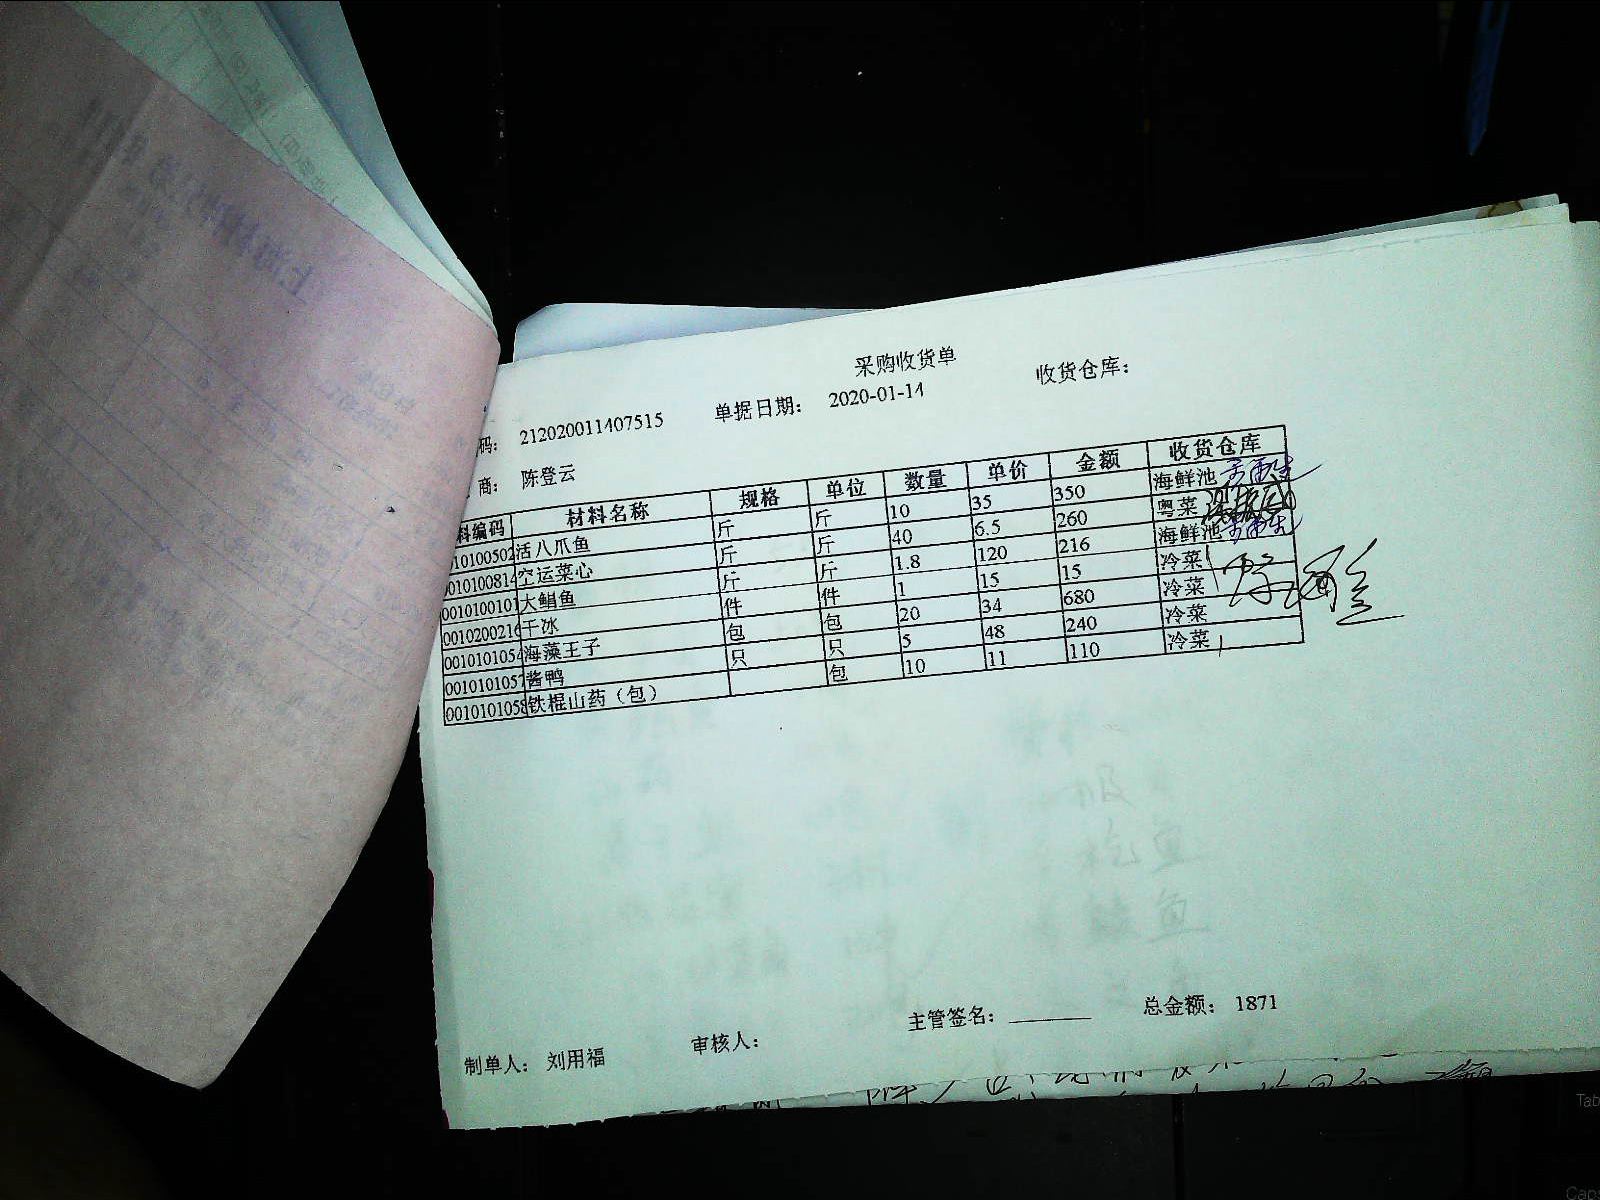 采购收货单
码： 212020011407515 单据日期： 2020-01-14 收货仓库：
商： 陈登云
料编码 材料名称 规格 单位 数量 单价 金额 收货仓库
010100502 活八爪鱼 斤 斤 10 35 350 海鲜池
0010100814 空运菜心 斤 斤 40 6.5 260 粤菜
0010100101 大鲳鱼 斤 斤 1.8 120 216 海鲜池
0010200216 干冰 件 件 1 15 15 冷菜
0010101054 海藻王子 包 包 20 34 680 冷菜
0010101057 酱鸭 只 只 5 48 240 冷菜
0010101058 铁棍山药（包） 包 10 11 110 冷菜
制单人： 刘用福 审核人： 主管签名： 总金额： 1871